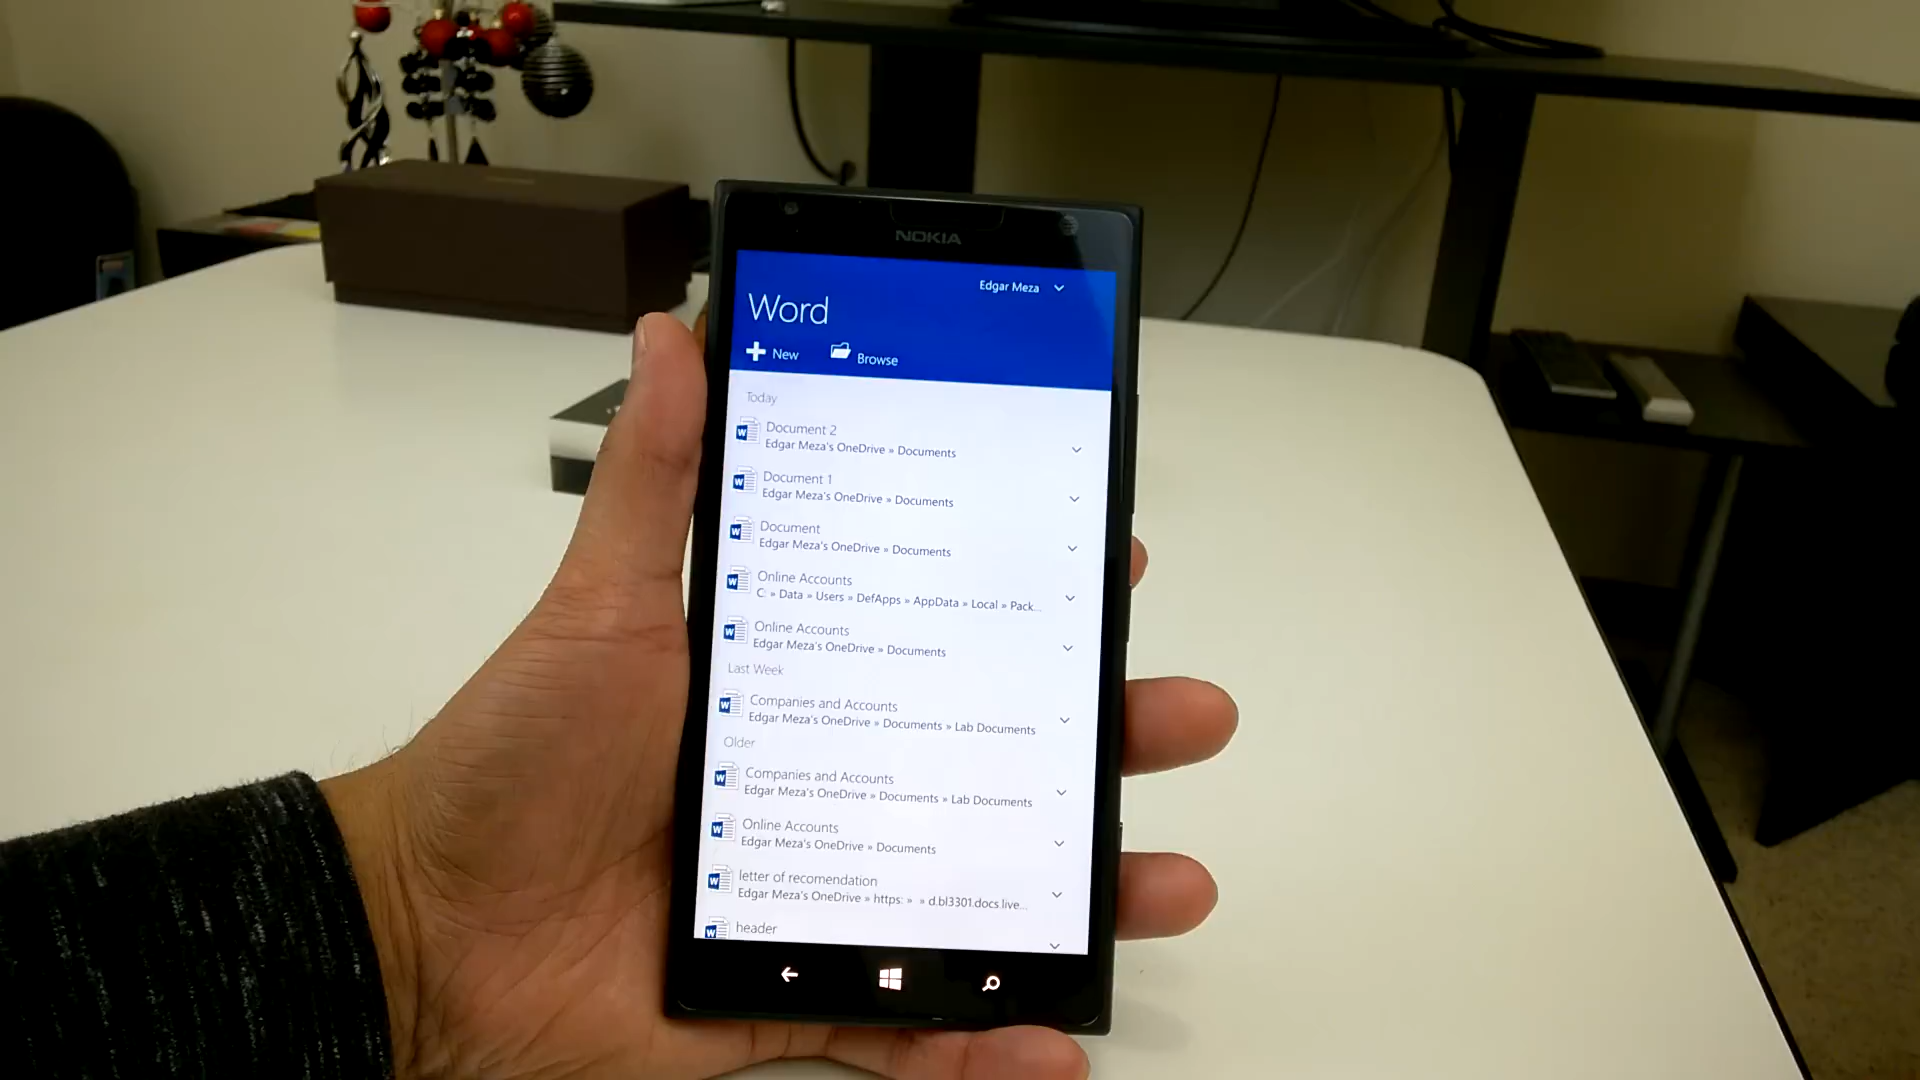 NOKIA
Edgar Meza
Word
New
Browse
Today
Document 2
Edgar Meza's OneDrive » Documents
Document 1
Edgar Meza's OneDrive » Documents
Document
Edgar Meza's OneDrive » Documents
Online Accounts
C: » Data » Users » DefApps » AppData » Local » Pack...
Online Accounts
Edgar Meza's OneDrive » Documents
Last Week
Companies and Accounts
Edgar Meza's OneDrive » Documents » Lab Documents
Older
Companies and Accounts
Edgar Meza's OneDrive » Documents » Lab Documents
Online Accounts
Edgar Meza's OneDrive » Documents
letter of recomendation
Edgar Meza's OneDrive » https: » » d.bl3301.docs.live...
header